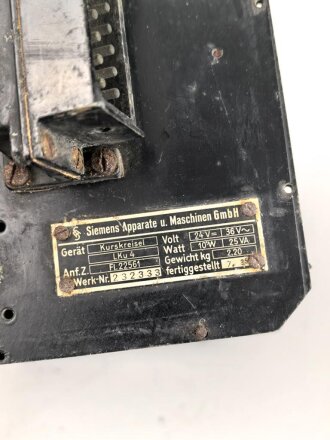 Siemens Apparate u. Maschinen GmbH
Gerät Kurskreisel Volt 24V= 36V~
LKu 4 Watt 10W 25VA
Anf.Z. Fl.22561 Gewicht kg 2,20
Werk-Nr. 232333 fertiggestellt